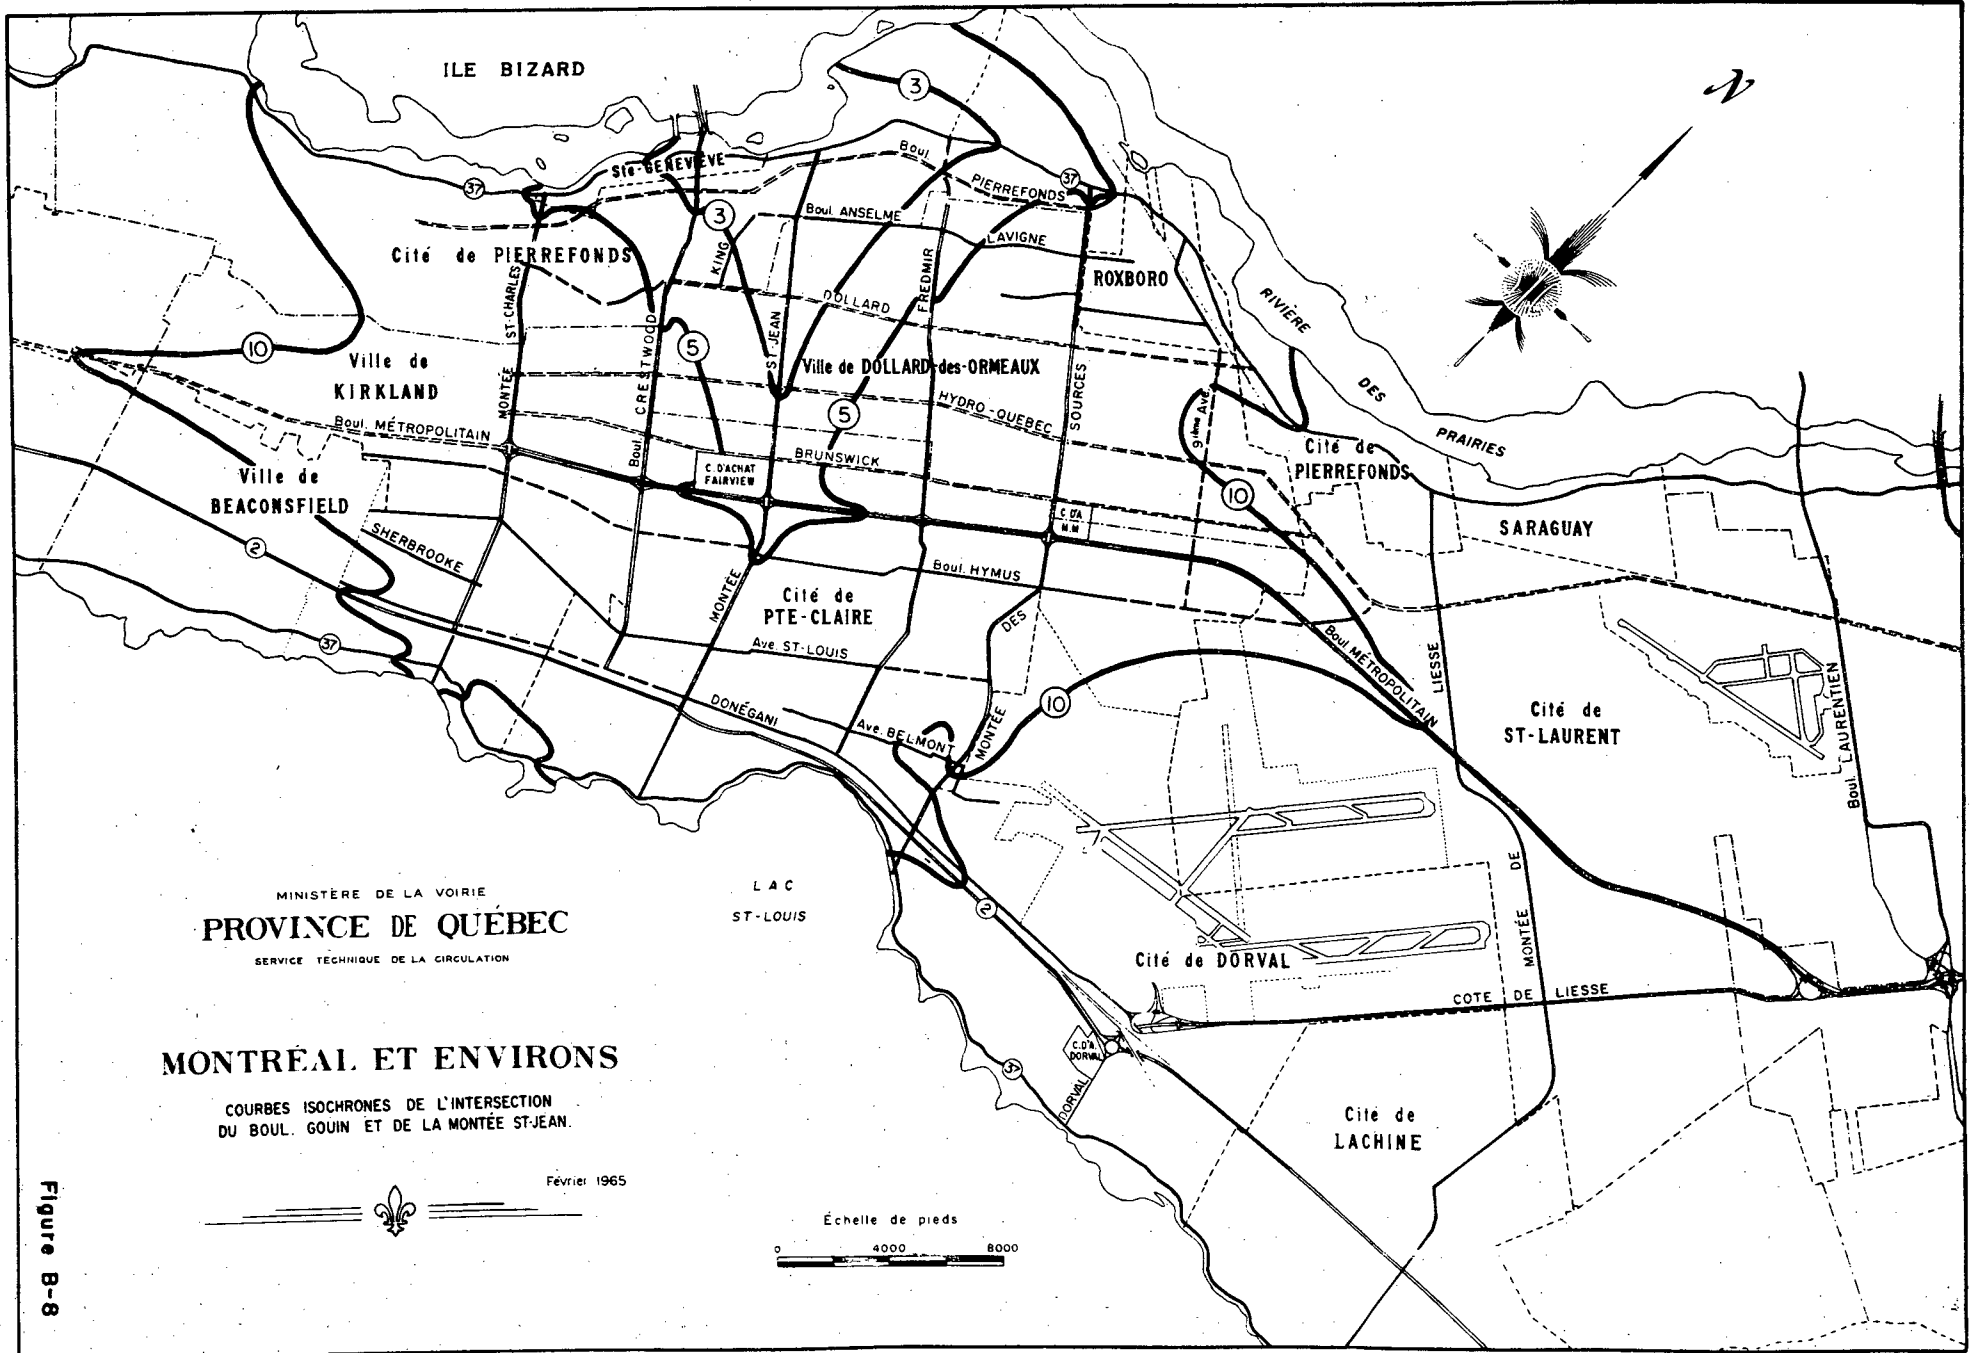 ILE BIZARD
3
N
Ste-GENEVIÈVE
Boul.
PIERREFONDS
37
37
3
Boul. ANSELME
LAVIGNE
KING
Cité de PIERREFONDS
ROXBORO
ST-CHARLES
DOLLARD
FREDMIR
RIVIÈRE
DES
PRAIRIES
10
5
CRESTWOOD
Boul.
ST-JEAN
Ville de
KIRKLAND
Ville de DOLLARD-des-ORMEAUX
MONTÉE
SOURCES
HYDRO-QUEBEC
5
9ième Ave.
Boul. MÉTROPOLITAIN
BRUNSWICK
Cité de
PIERREFONDS
Ville de
BEACONSFIELD
C. D'ACHAT
FAIRVIEW
10
C. D'A
M.M
SARAGUAY
SHERBROOKE
2
Boul. HYMUS
MONTÉE
Cité de
PTE-CLAIRE
DES
37
Ave. ST-LOUIS
Boul. MÉTROPOLITAIN
LIESSE
Boul. LAURENTIEN
10
DONÉGANI
Ave. BELMONT
MONTÉE
Cité de
ST-LAURENT
MONTÉE DE
MINISTÈRE DE LA VOIRIE
PROVINCE DE QUÉBEC
SERVICE TECHNIQUE DE LA CIRCULATION
LAC
ST-LOUIS
2
Cité de DORVAL
COTE DE LIESSE
C.D'A.
DORVAL
37
DORVAL
MONTRÉAL ET ENVIRONS
COURBES ISOCHRONES DE L'INTERSECTION
DU BOUL. GOUIN ET DE LA MONTÉE ST-JEAN.
Cité de
LACHINE
Février 1965
Échelle de pieds
0 4000 8000
Figure B-8